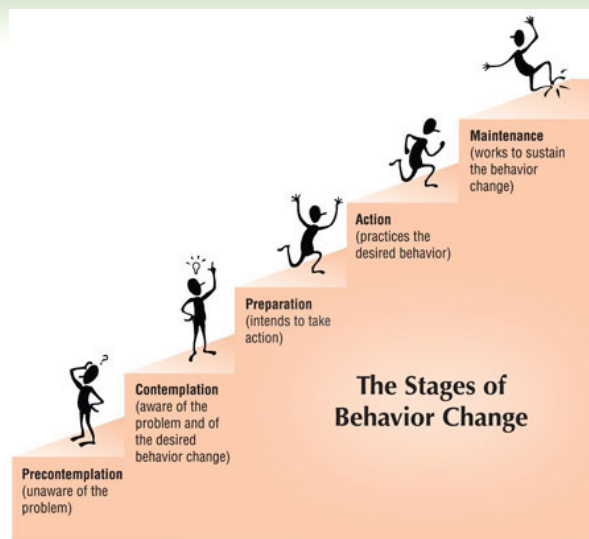 Maintenance
(works to sustain
the behavior
change)
Action
(practices the
desired behavior)
Preparation
(intends to take
action)
Contemplation
(aware of the
problem and of
the desired
behavior change)
Precontemplation
(unaware of the
problem)
?
The Stages of
Behavior Change